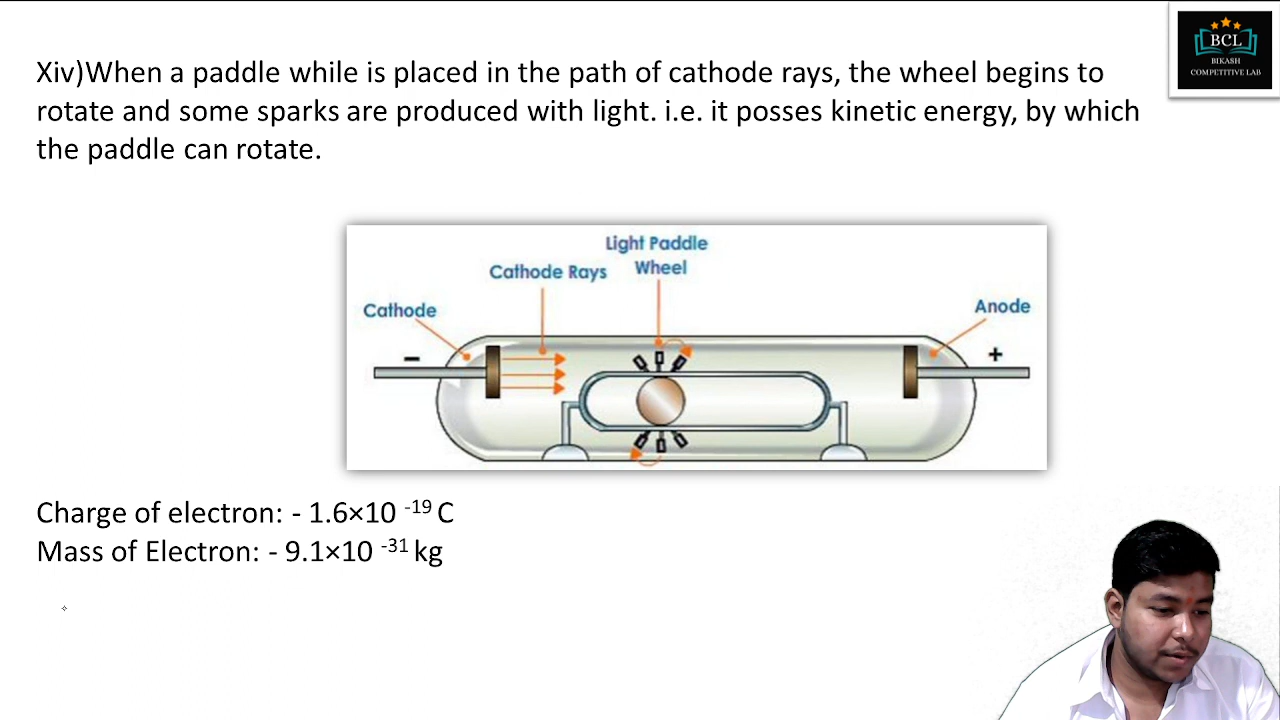 Xiv)When a paddle while is placed in the path of cathode rays, the wheel begins to
rotate and some sparks are produced with light. i.e. it posses kinetic energy, by which
the paddle can rotate.
BCL
BIKASH
COMPETITIVE LAB
Light Paddle
Wheel
Cathode Rays
Cathode
Anode
–
+
Charge of electron: - 1.6×10 -19 C
Mass of Electron: - 9.1×10 -31 kg